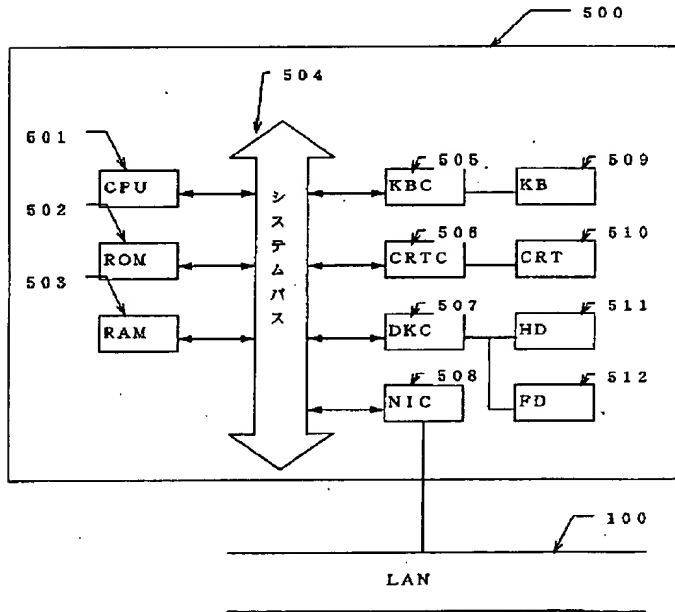 500
504
501
CPU
502
ROM
503
RAM
システムバス
505
KBC
509
KB
506
CRTC
510
CRT
507
DKC
511
HD
508
NIC
512
FD
100
LAN